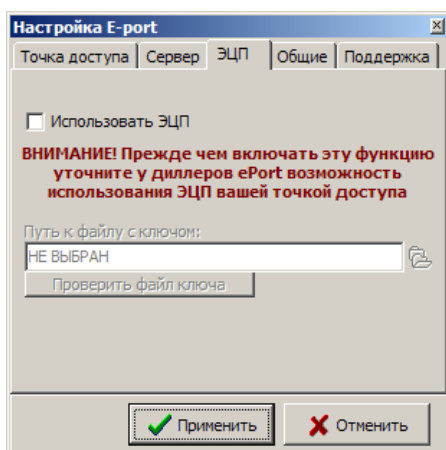 Настройка E-port
Точка доступа Сервер ЭЦП Общие Поддержка
Использовать ЭЦП
ВНИМАНИЕ! Прежде чем включать эту функцию
уточните у диллеров ePort возможность
использования ЭЦП вашей точкой доступа
Путь к файлу с ключом:
НЕ ВЫБРАН
Проверить файл ключа
Применить Отменить